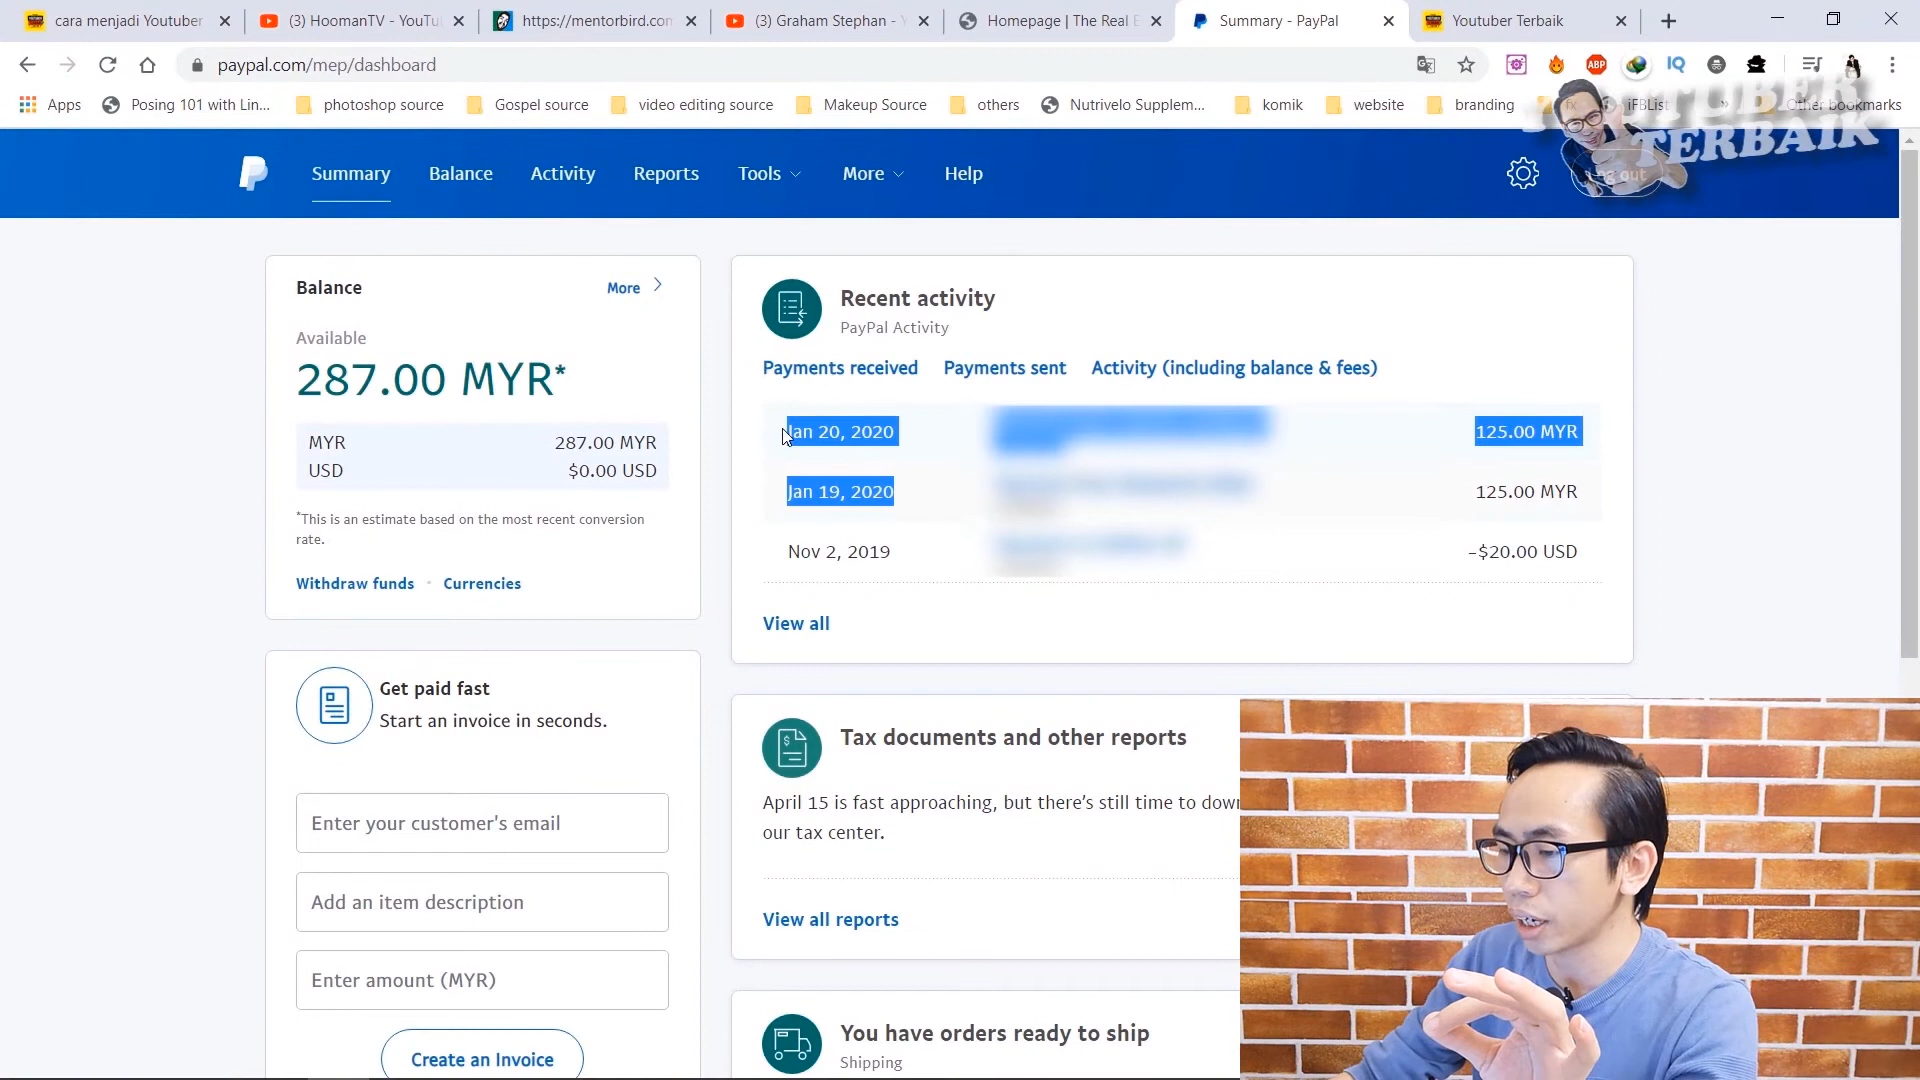 cara menjadi Youtuber
(3) HoomanTV - YouTu
https://mentorbird.com
(3) Graham Stephan - Y
Homepage | The Real E
Summary - PayPal
Youtuber Terbaik
paypal.com/mep/dashboard
ABP
IQ
Apps
Posing 101 with Lin...
photoshop source
Gospel source
video editing source
Makeup Source
others
Nutrivelo Supplem...
komik
website
branding
fx
iFBList
Other bookmarks
YOUTUBER
TERBAIK
Summary
Balance
Activity
Reports
Tools
More
Help
Log out
Balance
More
Available
287.00 MYR*
MYR 287.00 MYR
USD $0.00 USD
*This is an estimate based on the most recent conversion
rate.
Withdraw funds
Currencies
Recent activity
PayPal Activity
Payments received
Payments sent
Activity (including balance & fees)
Jan 20, 2020 125.00 MYR
Jan 19, 2020 125.00 MYR
Nov 2, 2019 -$20.00 USD
View all
Get paid fast
Start an invoice in seconds.
Enter your customer's email
Add an item description
Enter amount (MYR)
Create an Invoice
Tax documents and other reports
April 15 is fast approaching, but there's still time to down
our tax center.
View all reports
You have orders ready to ship
Shipping